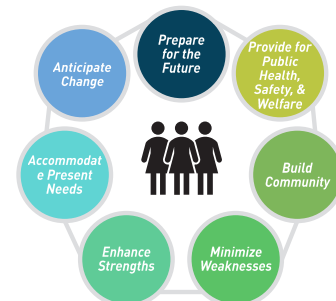 Prepare
for the
Future
Provide for
Public
Health,
Safety, &
Welfare
Build
Community
Minimize
Weaknesses
Enhance
Strengths
Accommodat
e Present
Needs
Anticipate
Change